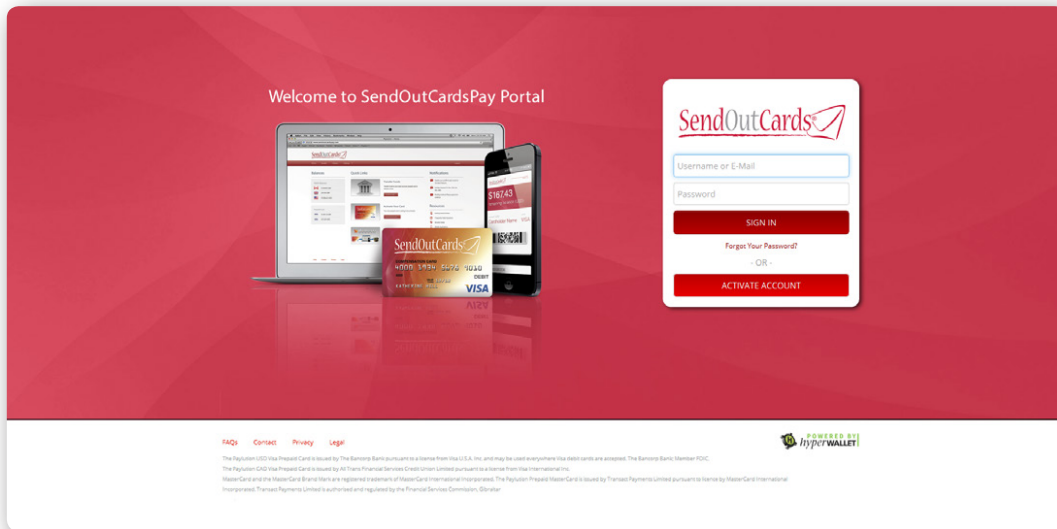 Welcome to SendOutCardsPay Portal
SendOutCards
$167.43
VISA
SendOutCards
4000 1234 5678 9010
DEBIT
VISA
SendOutCards®
Username or E-Mail
Password
SIGN IN
Forgot Your Password?
- OR -
ACTIVATE ACCOUNT
FAQs Contact Privacy Legal
POWERED BY
hyperWALLET
The Paylution USD Visa Prepaid Card is issued by The Bancorp Bank pursuant to a license from Visa U.S.A. Inc. and may be used everywhere Visa debit cards are accepted. The Bancorp Bank; Member FDIC.
The Paylution CAD Visa Prepaid Card is issued by All Trans Financial Services Credit Union Limited pursuant to a license from Visa International Inc.
MasterCard and the MasterCard Brand Mark are registered trademark of MasterCard International Incorporated. The Paylution Prepaid MasterCard is issued by Transact Payments Limited pursuant to license by MasterCard International
Incorporated. Transact Payments Limited is authorized and regulated by the Financial Services Commission, Gibraltar